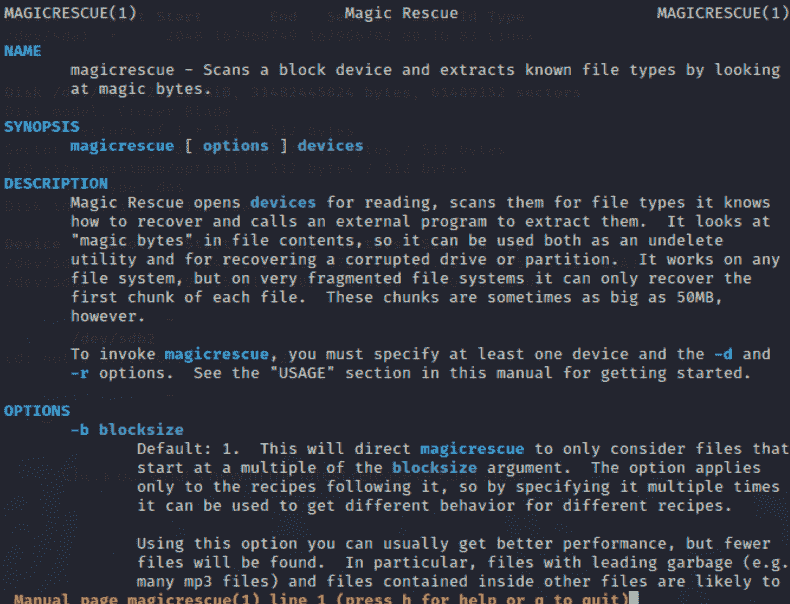 MAGICRESCUE(1) Magic Rescue MAGICRESCUE(1)
NAME
magicrescue - Scans a block device and extracts known file types by looking
at magic bytes.
SYNOPSIS
magicrescue [ options ] devices
DESCRIPTION
Magic Rescue opens devices for reading, scans them for file types it knows
how to recover and calls an external program to extract them. It looks at
"magic bytes" in file contents, so it can be used both as an undelete
utility and for recovering a corrupted drive or partition. It works on any
file system, but on very fragmented file systems it can only recover the
first chunk of each file. These chunks are sometimes as big as 50MB,
however.
To invoke magicrescue, you must specify at least one device and the -d and
-r options. See the "USAGE" section in this manual for getting started.
OPTIONS
-b blocksize
Default: 1. This will direct magicrescue to only consider files that
start at a multiple of the blocksize argument. The option applies
only to the recipes following it, so by specifying it multiple times
it can be used to get different behavior for different recipes.
Using this option you can usually get better performance, but fewer
files will be found. In particular, files with leading garbage (e.g.
many mp3 files) and files contained inside other files are likely to
Manual page magicrescue(1) line 1 (press h for help or q to quit)